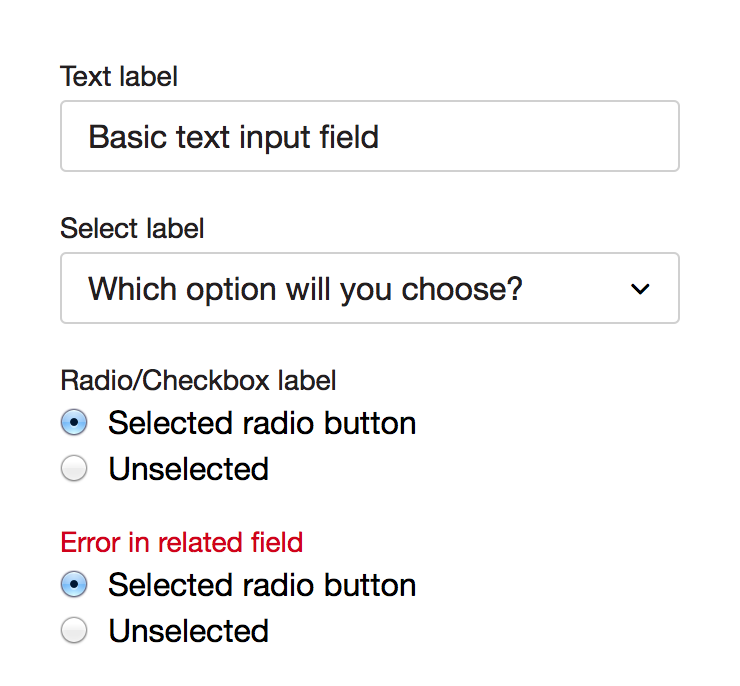 Text label
Basic text input field
Select label
Which option will you choose?
Radio/Checkbox label
Selected radio button
Unselected
Error in related field
Selected radio button
Unselected